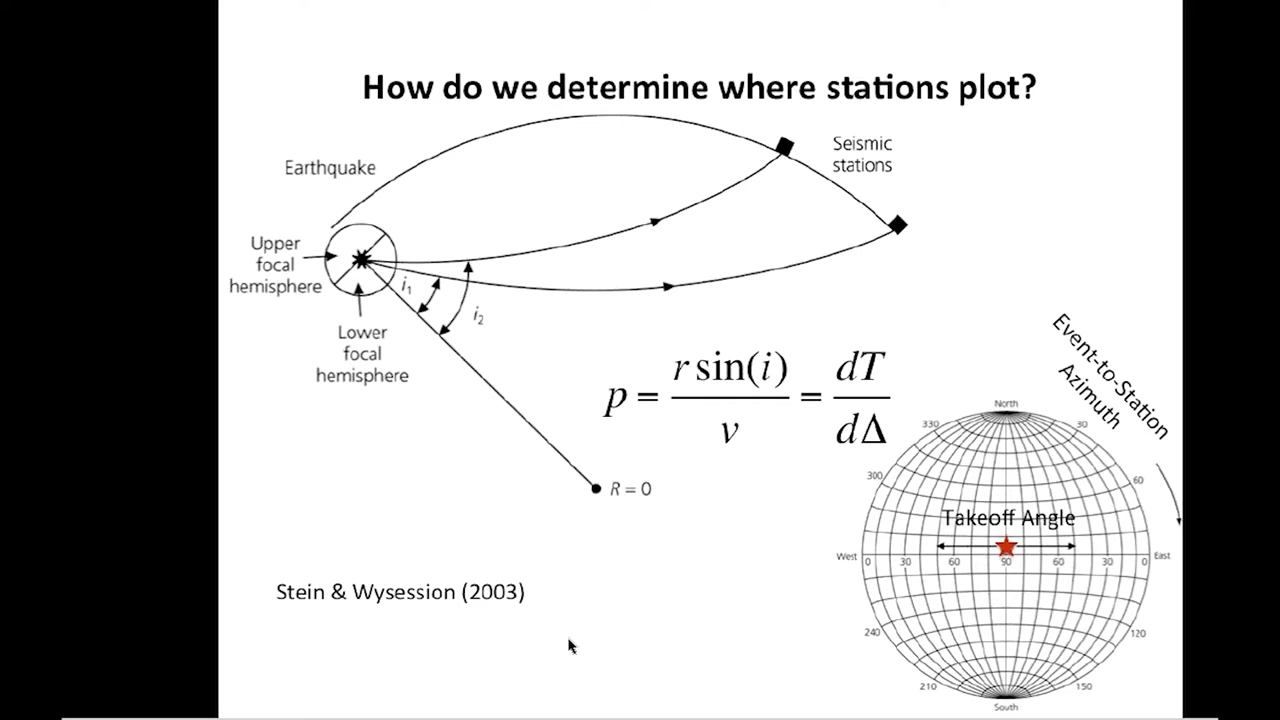 How do we determine where stations plot?
Earthquake
Seismic
stations
Upper
focal
hemisphere
i₁
i₂
Lower
focal
hemisphere
p = r sin(i) / v = dT / dΔ
R = 0
Event-to-Station
Azimuth
North
330 30
300 60
Takeoff Angle
West East
0 30 60 90 60 30 0
240 120
210 150
South
Stein & Wysession (2003)